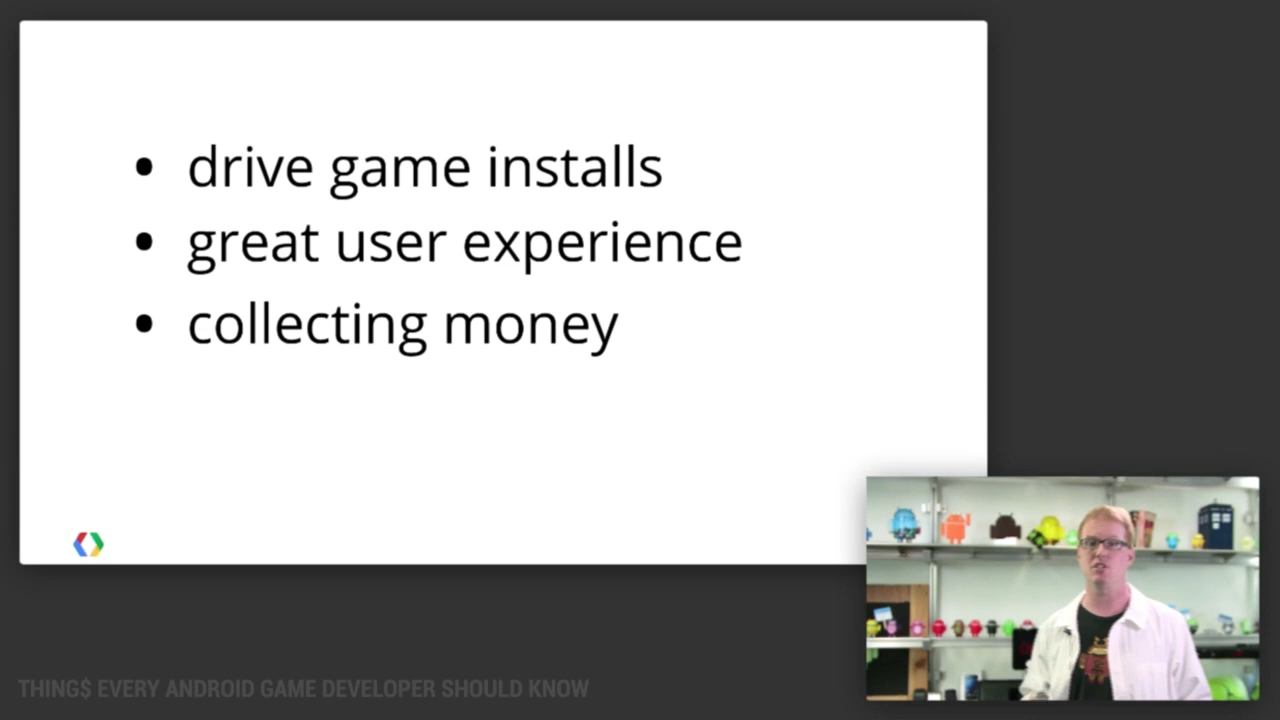 • drive game installs
• great user experience
• collecting money
THING$ EVERY ANDROID GAME DEVELOPER SHOULD KNOW